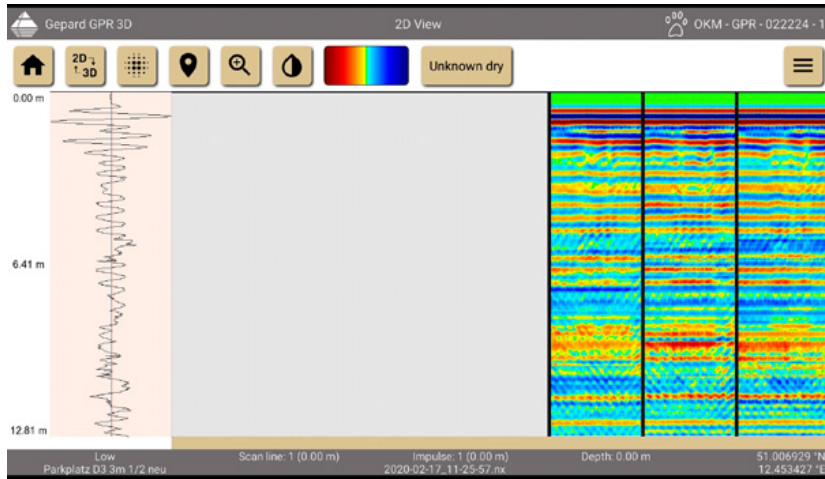 Gepard GPR 3D
2D View
OKM - GPR - 022224 - 1
2D
3D
Unknown dry
0.00 m
6.41 m
12.81 m
Low
Parkplatz D3 3m 1/2 neu
Scan line: 1 (0.00 m)
Impulse: 1 (0.00 m)
2020-02-17_11-25-57.nx
Depth: 0.00 m
51.006929 °N
12.453427 °E